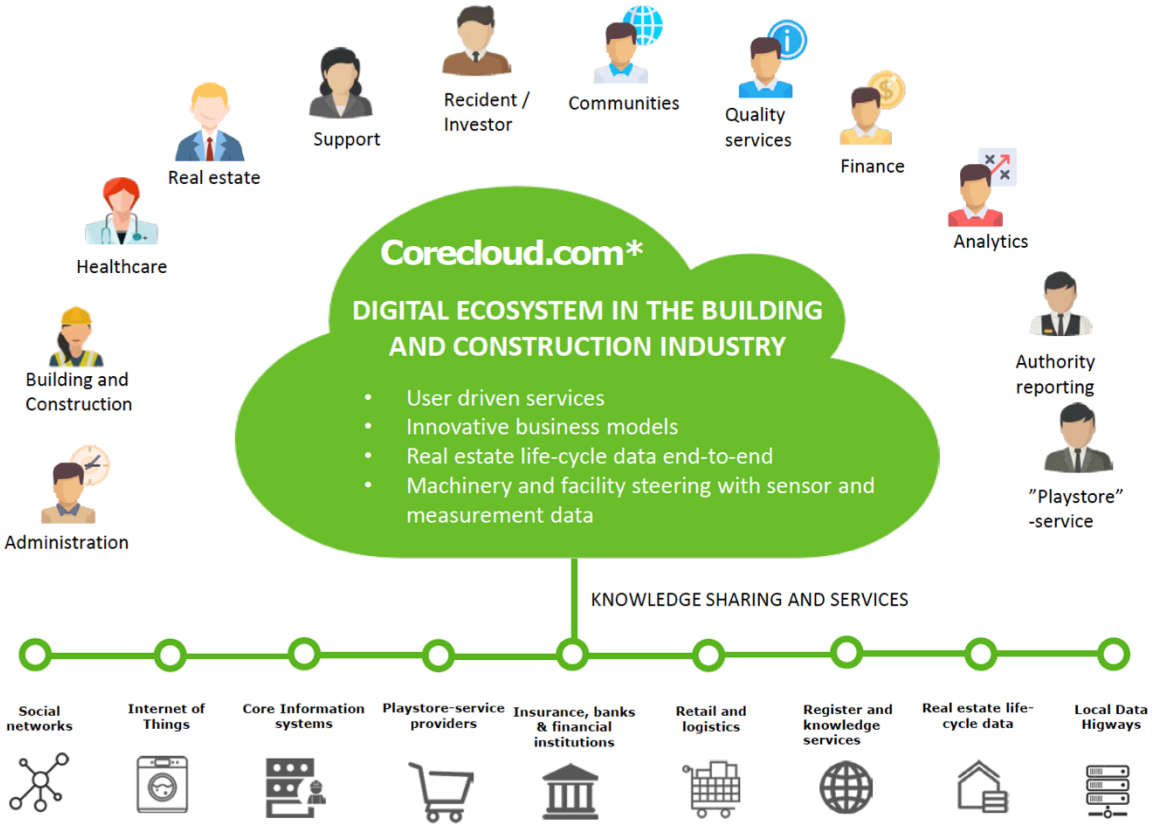 Recident /
Investor
Communities
Quality
services
Support
Finance
Real estate
Analytics
Healthcare
Corecloud.com*
DIGITAL ECOSYSTEM IN THE BUILDING
AND CONSTRUCTION INDUSTRY
• User driven services
• Innovative business models
• Real estate life-cycle data end-to-end
• Machinery and facility steering with sensor and
measurement data
Authority
reporting
Building and
Construction
”Playstore”
-service
Administration
KNOWLEDGE SHARING AND SERVICES
Social
networks
Internet of
Things
Core Information
systems
Playstore-service
providers
Insurance, banks
& financial
institutions
Retail and
logistics
Register and
knowledge
services
Real estate life-
cycle data
Local Data
Higways